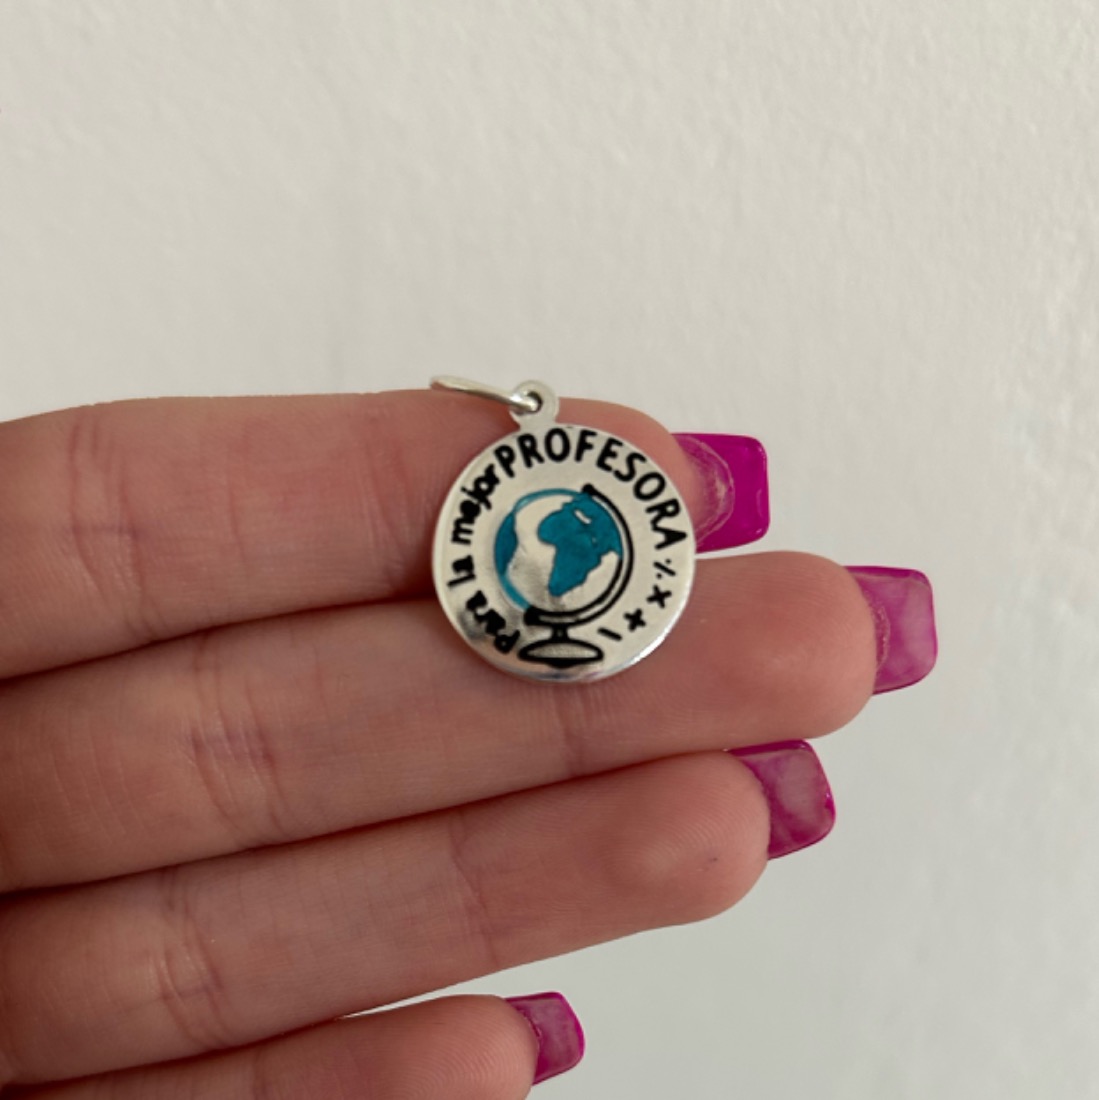 Para la mejor PROFESORA ٪ × + \